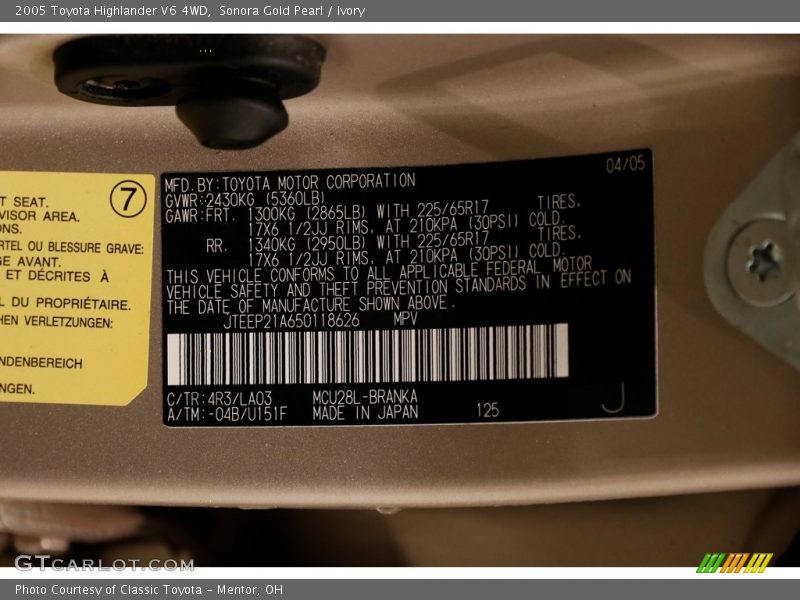 2005 Toyota Highlander V6 4WD, Sonora Gold Pearl / Ivory
7
T SEAT.
VISOR AREA.
ONS.
RTEL OU BLESSURE GRAVE:
GE AVANT.
ET DÉCRITES À
L DU PROPRIÉTAIRE.
HEN VERLETZUNGEN:
NDENBEREICH
NGEN.
04/05
MFD.BY:TOYOTA MOTOR CORPORATION
GVWR:2430KG (5360LB)
GAWR:FRT. 1300KG (2865LB) WITH 225/65R17 TIRES.
17X6 1/2JJ RIMS. AT 210KPA (30PSI) COLD.
RR. 1340KG (2950LB) WITH 225/65R17 TIRES.
17X6 1/2JJ RIMS. AT 210KPA (30PSI) COLD.
THIS VEHICLE CONFORMS TO ALL APPLICABLE FEDERAL MOTOR
VEHICLE SAFETY AND THEFT PREVENTION STANDARDS IN EFFECT ON
THE DATE OF MANUFACTURE SHOWN ABOVE.
JTEEP21A650118626 MPV
C/TR:4R3/LA03 MCU28L-BRANKA
A/TM:-04B/U151F MADE IN JAPAN 125 J
GTCARLOT.COM
Photo Courtesy of Classic Toyota - Mentor, OH